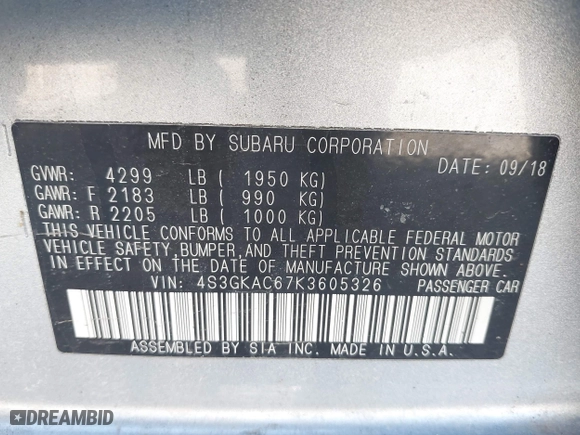 MFD BY SUBARU CORPORATION
DATE: 09/18
GVWR: 4299 LB ( 1950 KG)
GAWR: F 2183 LB ( 990 KG)
GAWR: R 2205 LB ( 1000 KG)
THIS VEHICLE CONFORMS TO ALL APPLICABLE FEDERAL MOTOR
VEHICLE SAFETY, BUMPER, AND THEFT PREVENTION STANDARDS
IN EFFECT ON THE DATE OF MANUFACTURE SHOWN ABOVE.
VIN: 4S3GKAC67K3605326 PASSENGER CAR
ASSEMBLED BY SIA INC. MADE IN U.S.A.
DREAMBID